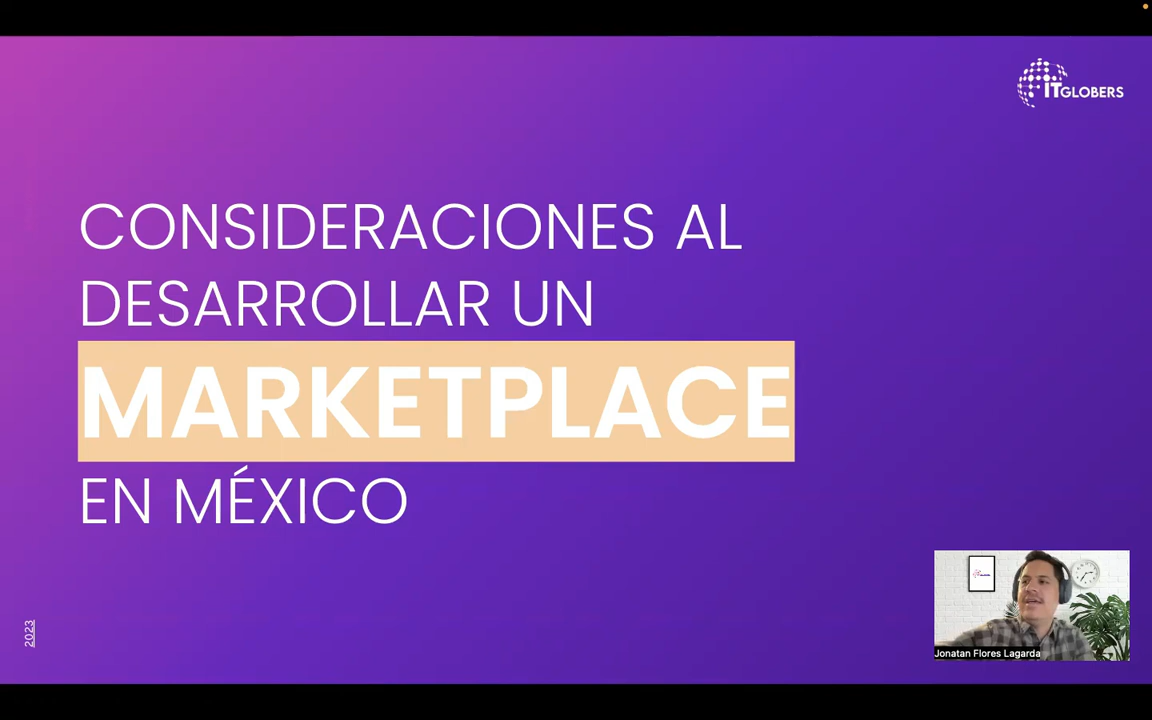 ITGLOBERS
CONSIDERACIONES AL
DESARROLLAR UN
MARKETPLACE
EN MÉXICO
2023
Jonatan Flores Lagarda